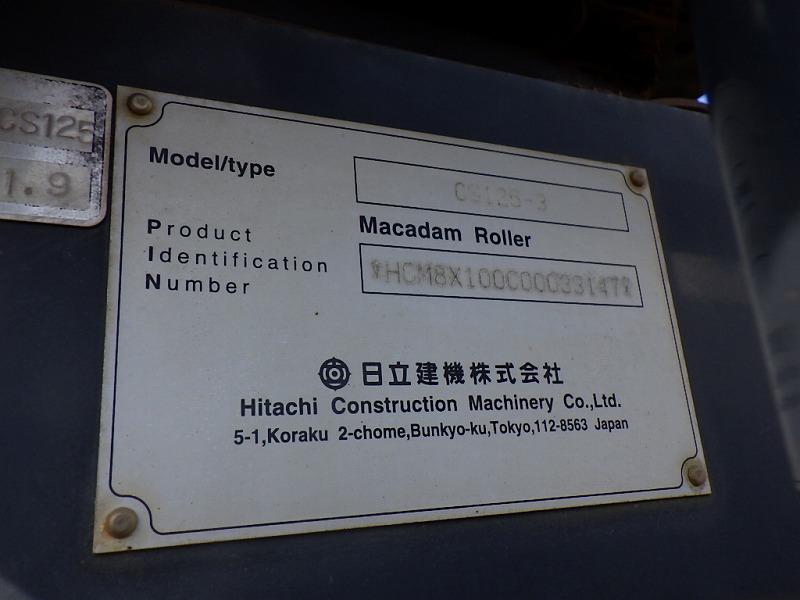 CS125
1.9
Model/type
CS125-3
Macadam Roller
Product
Identification
Number
*HCM8X100C00033147*
日立建機株式会社
Hitachi Construction Machinery Co.,Ltd.
5-1,Koraku 2-chome,Bunkyo-ku,Tokyo,112-8563 Japan